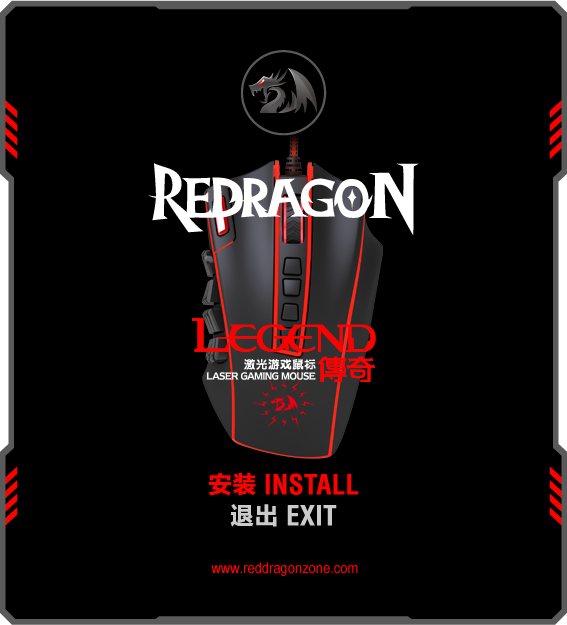 REDRAGON
LEGEND
激光游戏鼠标
LASER GAMING MOUSE 傳奇
安装 INSTALL
退出 EXIT
www.reddragonzone.com